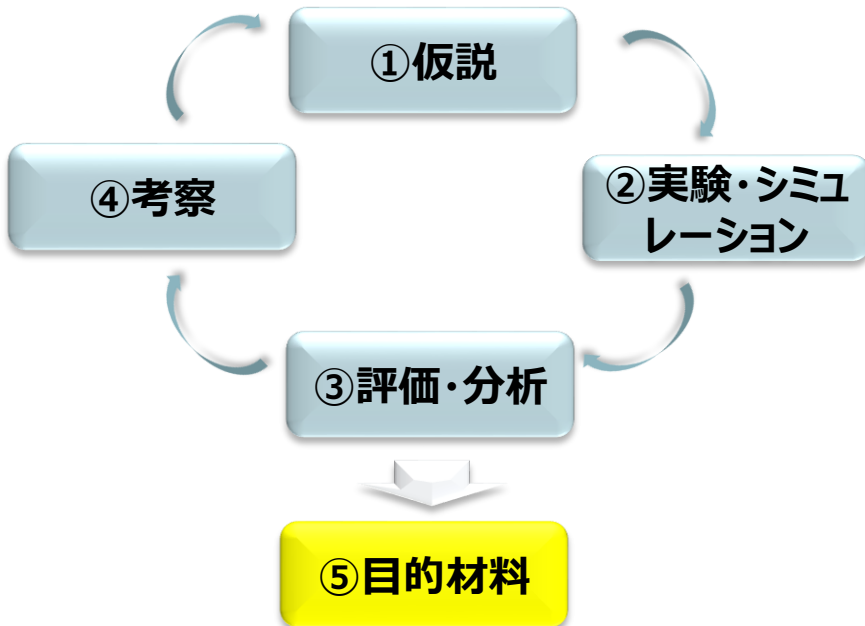 ①仮説
②実験・シミュ
レーション
③評価・分析
④考察
⑤目的材料